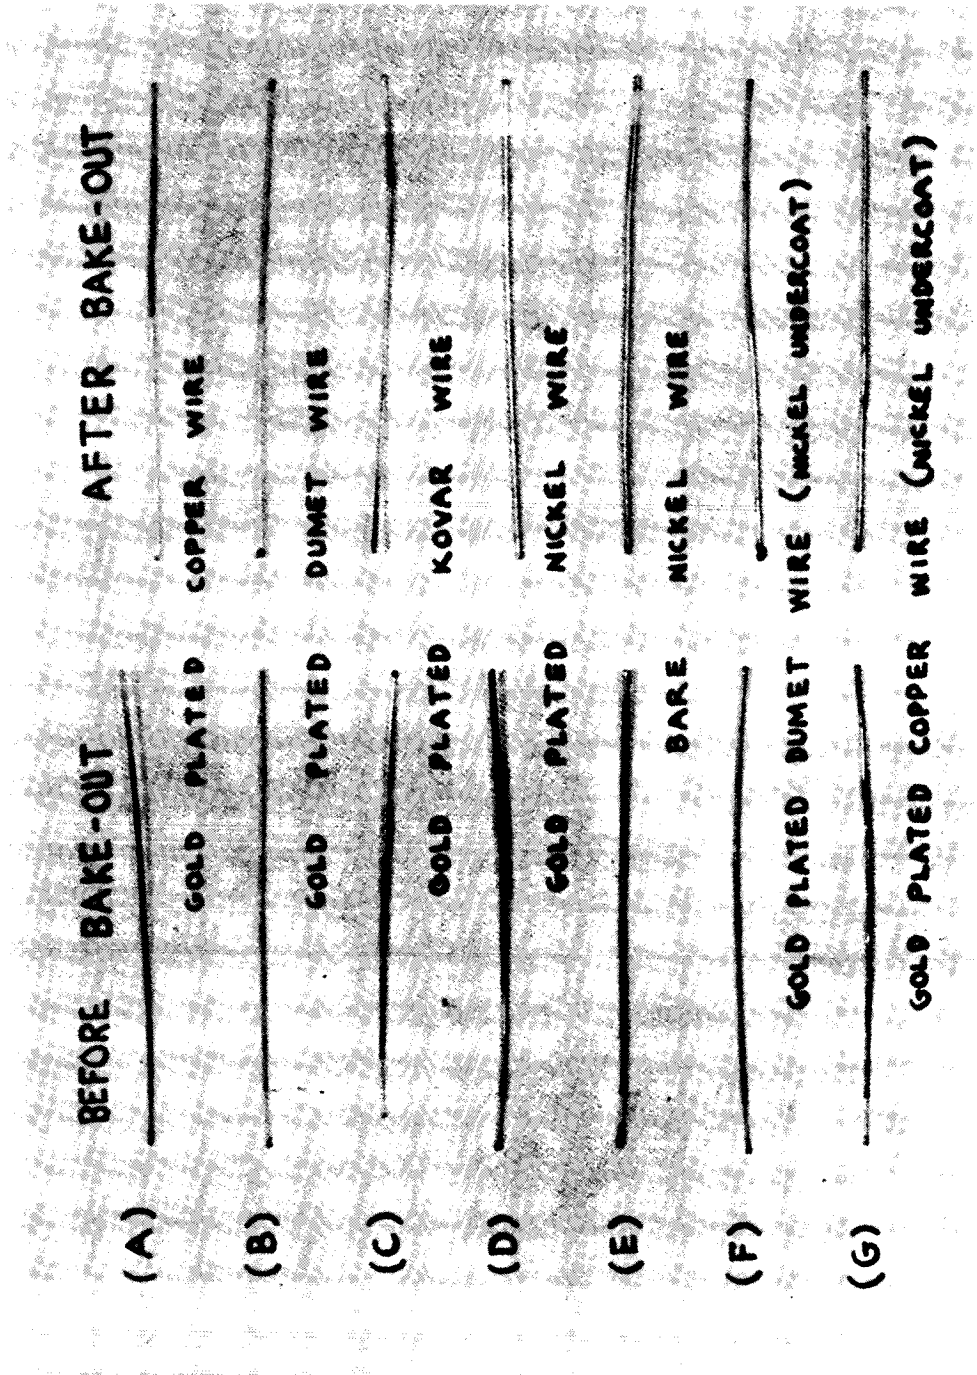 BEFORE BAKE-OUT AFTER BAKE-OUT
(A)
GOLD PLATED COPPER WIRE
(B)
GOLD PLATED DUMET WIRE
(C)
GOLD PLATED KOVAR WIRE
(D)
GOLD PLATED NICKEL WIRE
(E)
BARE NICKEL WIRE
(F)
GOLD PLATED DUMET WIRE (NICKEL UNDERCOAT)
(G)
GOLD PLATED COPPER WIRE (NICKEL UNDERCOAT)